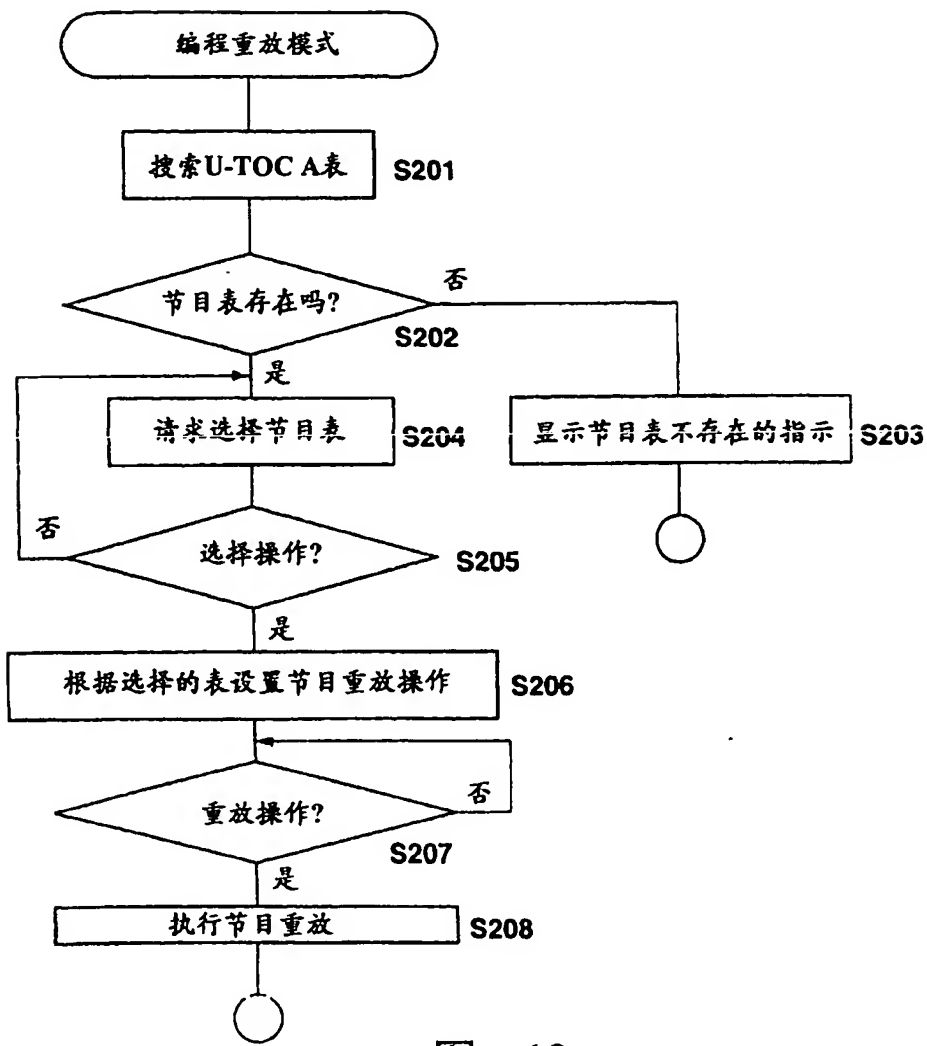 编程重放模式
搜索U-TOC A表
S201
节目表存在吗?
否
S202
是
请求选择节目表
S204
显示节目表不存在的指示
S203
否
选择操作?
S205
是
根据选择的表设置节目重放操作
S206
重放操作?
否
S207
是
执行节目重放
S208